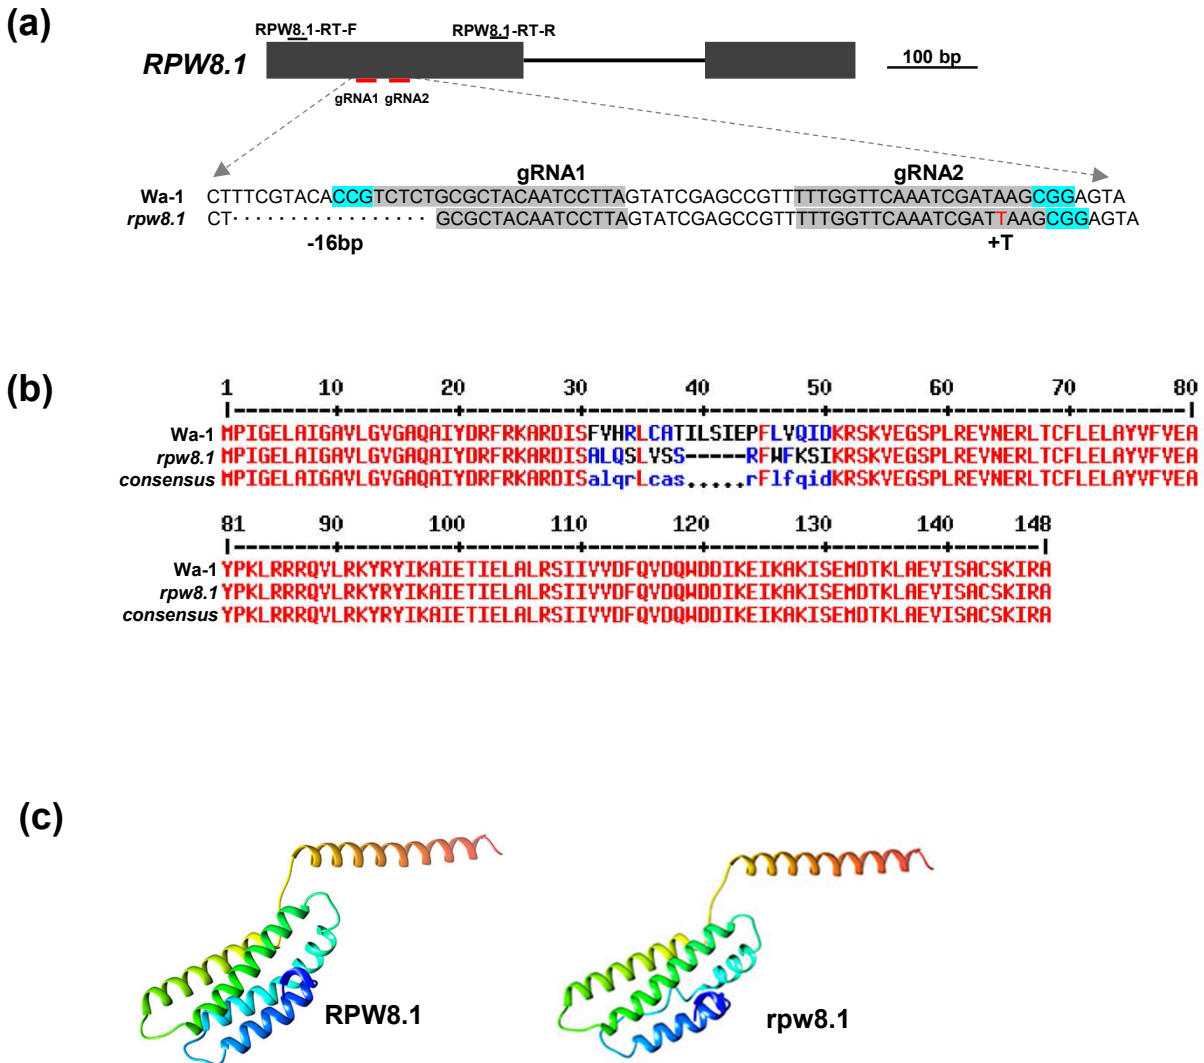 (a)
RPW8.1-RT-F RPW8.1-RT-R
RPW8.1
100 bp
gRNA1 gRNA2
gRNA1 gRNA2
Wa-1 CTTTCGTACACCGTCTCTGCGCTACAATCCTTAGTATCGAGCCGTTTTTGGTTCAAATCGATAAGCGGAGTA
rpw8.1 CT················GCGCTACAATCCTTAGTATCGAGCCGTTTTTGGTTCAAATCGATTAAGCGGAGTA
-16bp +T
(b)
1 10 20 30 40 50 60 70 80
Wa-1 MPIGELAIGAVLGVGAQAIYDRFRKARDISFVHRLCATILSIEPFLVQIDKRSKVEGSPLREVNERLTCFLELAYVFVEA
rpw8.1 MPIGELAIGAVLGVGAQAIYDRFRKARDISALQSLVSS-----RFWFKSIKRSKVEGSPLREVNERLTCFLELAYVFVEA
consensus MPIGELAIGAVLGVGAQAIYDRFRKARDISalqrLcas.....rFlfqidKRSKVEGSPLREVNERLTCFLELAYVFVEA
81 90 100 110 120 130 140 148
Wa-1 YPKLRRRQVLRKYRYIKAIETIELALRSIIVVDFQVDQWDDIKEIKAKISEMDTKLAEVISACSKIRA
rpw8.1 YPKLRRRQVLRKYRYIKAIETIELALRSIIVVDFQVDQWDDIKEIKAKISEMDTKLAEVISACSKIRA
consensus YPKLRRRQVLRKYRYIKAIETIELALRSIIVVDFQVDQWDDIKEIKAKISEMDTKLAEVISACSKIRA
(c)
RPW8.1 rpw8.1